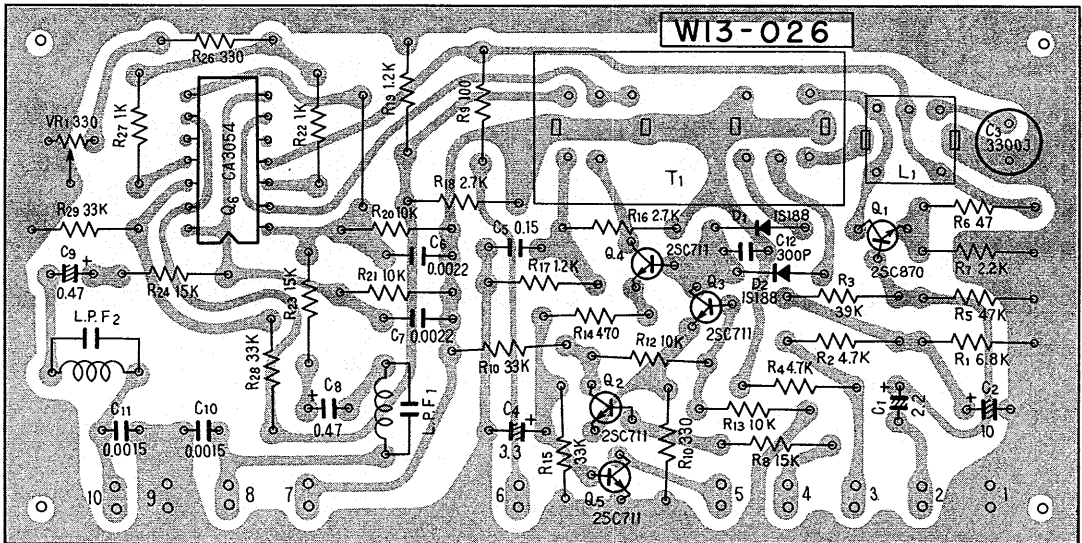 W13-026
R26 330
VR1 330
R27 1K
CA3054
Q6
R22 1K
R19 1.2K
R9 100
T1
L1
C3
33003
R29 33K
R18 2.7K
R20 10K
C6
0.0022
C5 0.15
R16 2.7K
D1
1S188
Q1
R6 47
C9
0.47
R24 15K
R23 15K
R21 10K
R17 1.2K
Q4
2SC711
C12
300P
2SC870
R7 2.2K
D2
1S188
R3
39K
Q3
2SC711
L.P.F2
C7 0.0022
R14 470
R12 10K
R5 47K
R28 33K
R10 33K
R2 4.7K
R1 6.8K
C8
0.47
L.P.F1
Q2
2SC711
R4 4.7K
C1
2.2
C2
10
C11
0.0015
C10
0.0015
C4
3.3
R15
33K
R10 330
R13 10K
R8 15K
Q5
2SC711
10
9
8
7
6
5
4
3
2
1